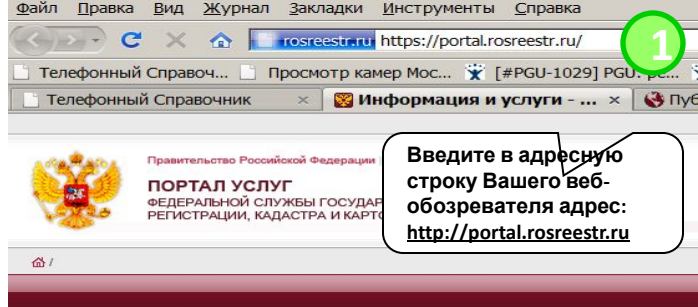 Файл Правка Вид Журнал Закладки Инструменты Справка
rosreestr.ru https://portal.rosreestr.ru/
1
Телефонный Справоч... Просмотр камер Мос... [#PGU-1029] PGU:
Телефонный Справочник × Информация и услуги - ... ×
Правительство Российской Федерации
ПОРТАЛ УСЛУГ
ФЕДЕРАЛЬНОЙ СЛУЖБЫ
РЕГИСТРАЦИИ, КАДАСТРА И
Введите в адресную
строку Вашего веб-
обозревателя адрес:
http://portal.rosreestr.ru
/